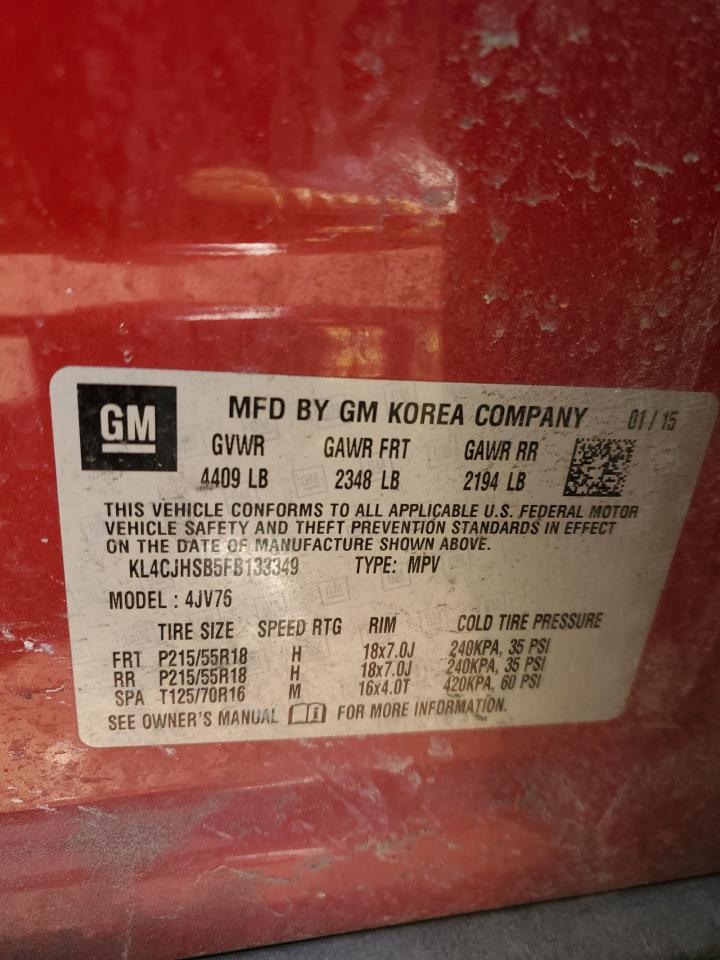 GM
MFD BY GM KOREA COMPANY 01/15
GVWR GAWR FRT GAWR RR
4409 LB 2348 LB 2194 LB
THIS VEHICLE CONFORMS TO ALL APPLICABLE U.S. FEDERAL MOTOR
VEHICLE SAFETY AND THEFT PREVENTION STANDARDS IN EFFECT
ON THE DATE OF MANUFACTURE SHOWN ABOVE.
KL4CJHSB5FB133349 TYPE: MPV
MODEL : 4JV76
TIRE SIZE SPEED RTG RIM COLD TIRE PRESSURE
FRT P215/55R18 H 18x7.0J 240KPA, 35 PSI
RR P215/55R18 H 18x7.0J 240KPA, 35 PSI
SPA T125/70R16 M 16x4.0T 420KPA, 60 PSI
SEE OWNER'S MANUAL FOR MORE INFORMATION.